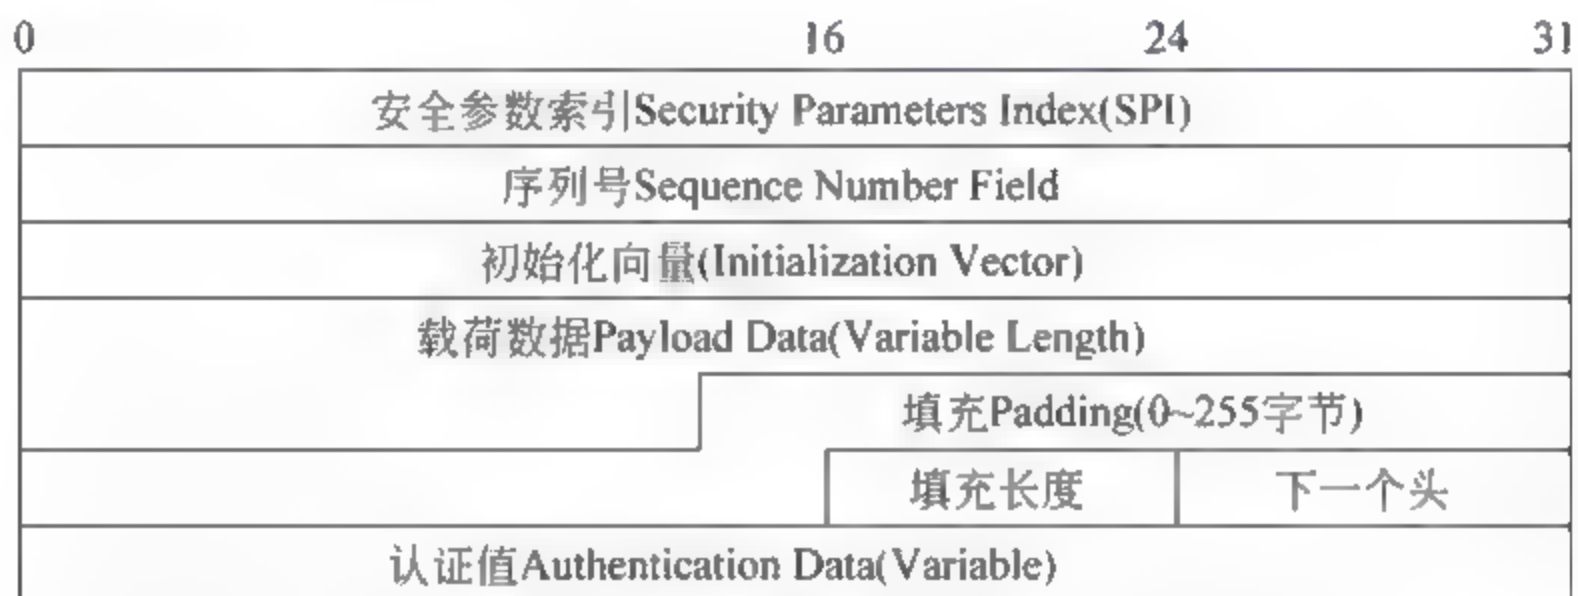 0 16 24 31
安全参数索引Security Parameters Index(SPI)
序列号Sequence Number Field
初始化向量(Initialization Vector)
载荷数据Payload Data(Variable Length)
填充Padding(0~255字节)
填充长度 下一个头
认证值Authentication Data(Variable)